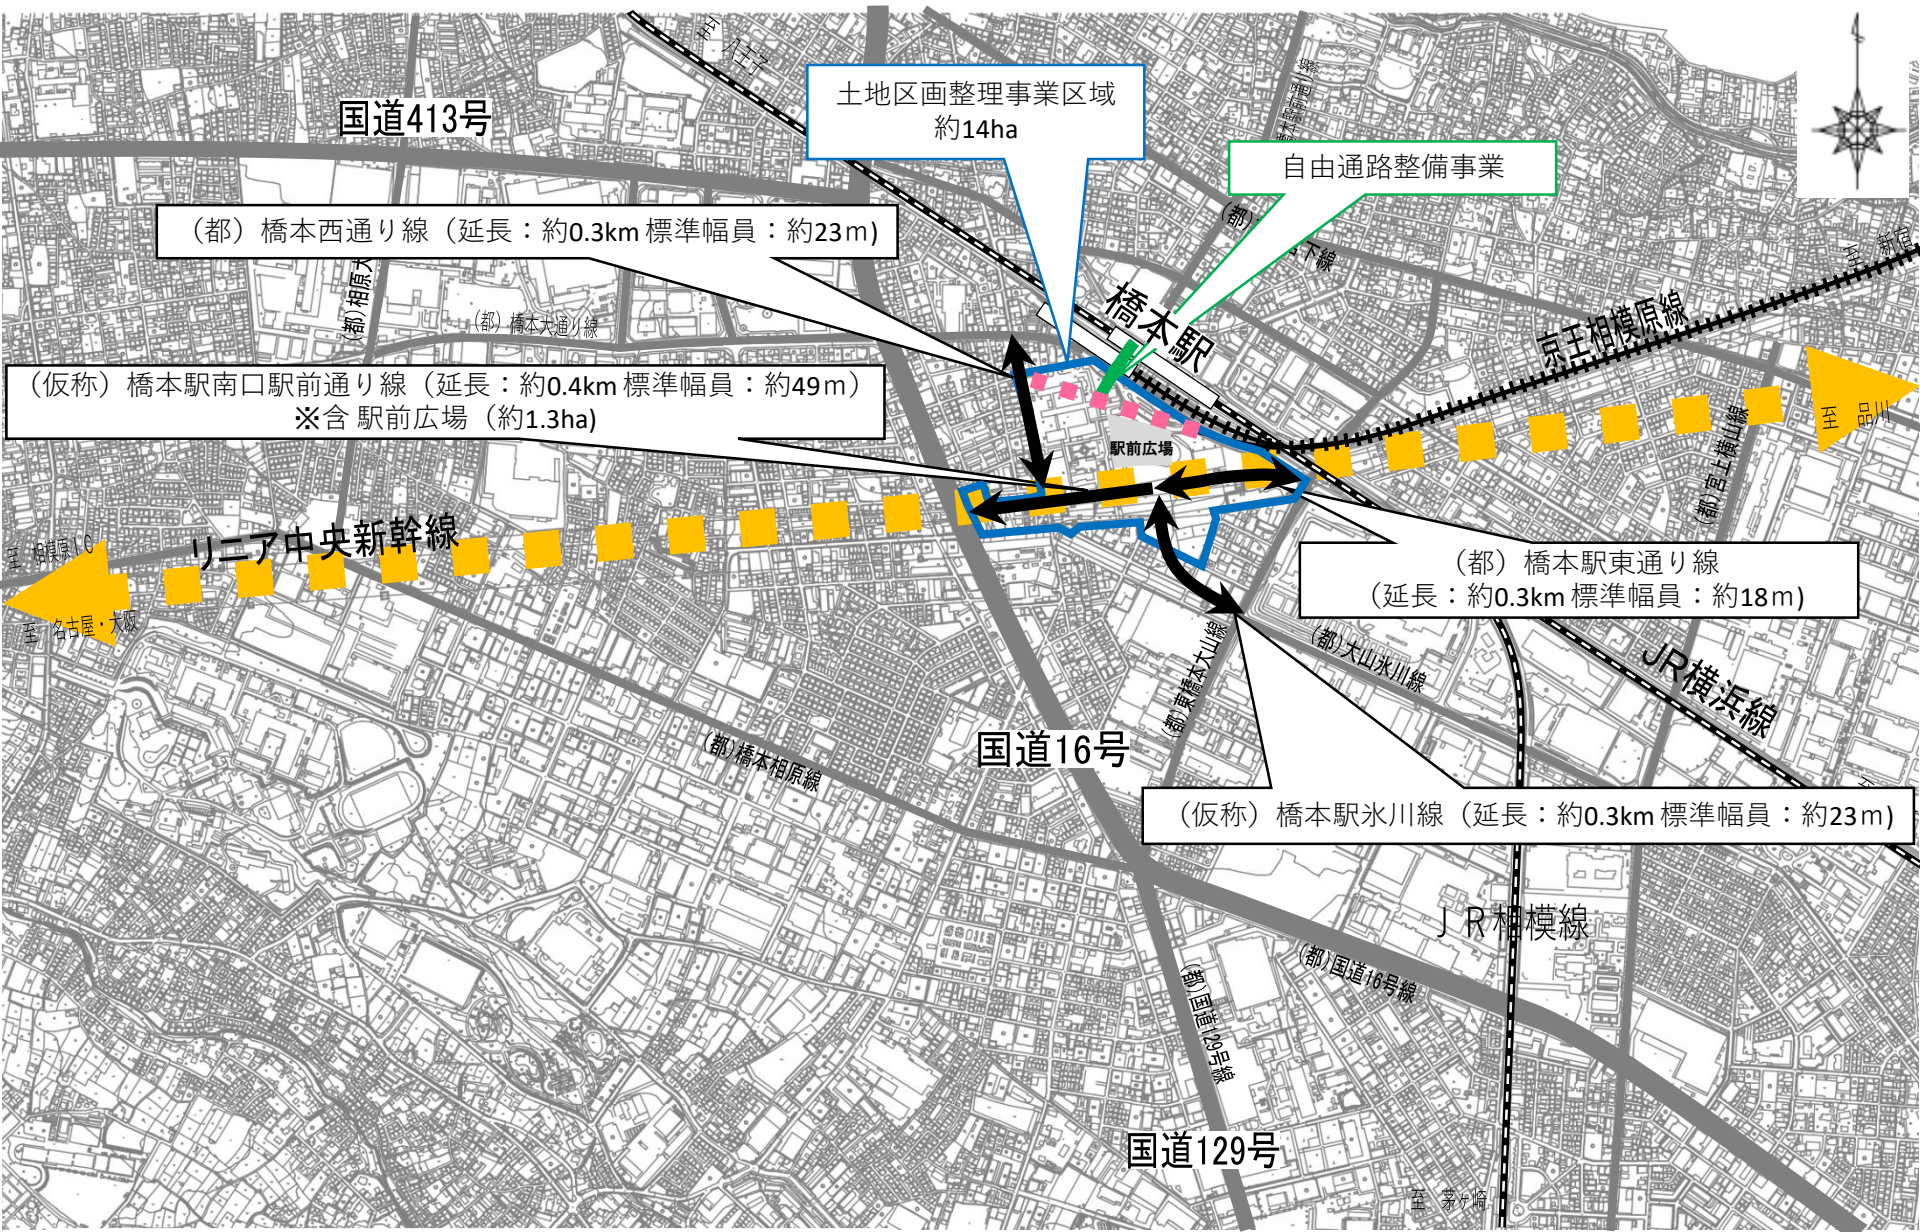 至 八王子
国道413号
土地区画整理事業区域
約14ha
自由通路整備事業
(都)
下線
至 新宿
(都) 橋本西通り線 (延長：約0.3km 標準幅員：約23m)
(都)相原大
(都) 橋本大通り線
橋本駅
京王相模原線
(仮称) 橋本駅南口駅前通り線 (延長：約0.4km 標準幅員：約49m)
※含 駅前広場 (約1.3ha)
駅前広場
至 品川
(都)宮上横山線
リニア中央新幹線
至 相模原IC
至 名古屋・大阪
(都) 橋本駅東通り線
(延長：約0.3km 標準幅員：約18m)
(都)東橋本大山線
(都)大山氷川線
JR横浜線
(都)橋本相原線
国道16号
(仮称) 橋本駅氷川線 (延長：約0.3km 標準幅員：約23m)
JR相模線
(都)国道16号線
(都)国道129号線
国道129号
至 茅ヶ崎